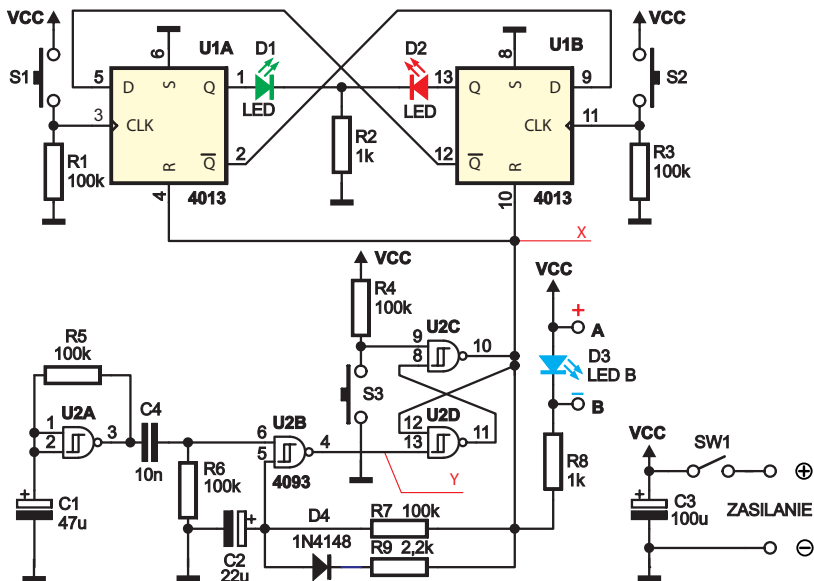 VCC
S1
6
U1A
D1
D2
8
U1B
VCC
S2
5
D
S
Q
1
LED
LED
13
Q
S
D
9
3
CLK
CLK
11
R1
100k
R
Q
2
R2
1k
12
Q
R
R3
100k
4
4013
10
4013
X
VCC
R4
100k
VCC
U2C
9
8
10
+
A
D3
LED B
B
S3
R5
100k
U2A
1
2
3
C4
10n
U2B
6
5
4
4093
U2D
12
13
11
Y
R6
100k
R8
1k
VCC
SW1
+
C1
47u
+
C2
22u
D4
1N4148
R7 100k
R9 2,2k
+
C3
100u
ZASILANIE
+
−
−